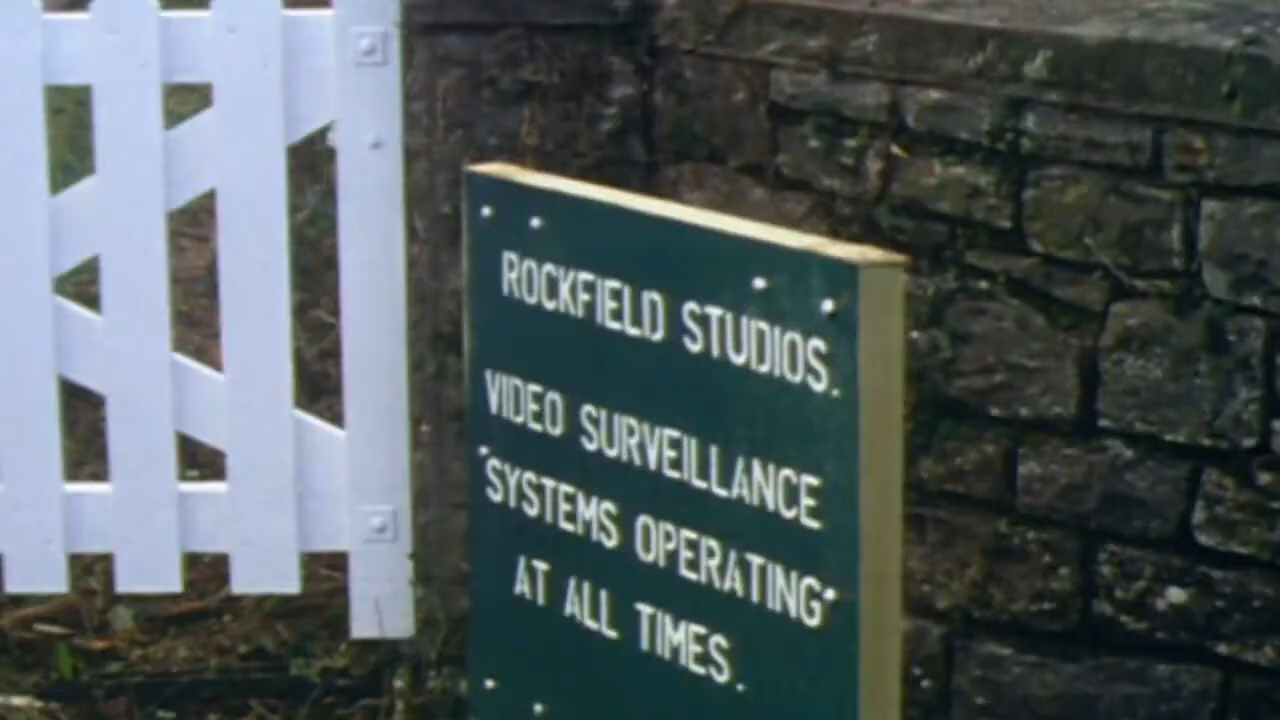 ROCKFIELD STUDIOS.
VIDEO SURVEILLANCE
SYSTEMS OPERATING
AT ALL TIMES.